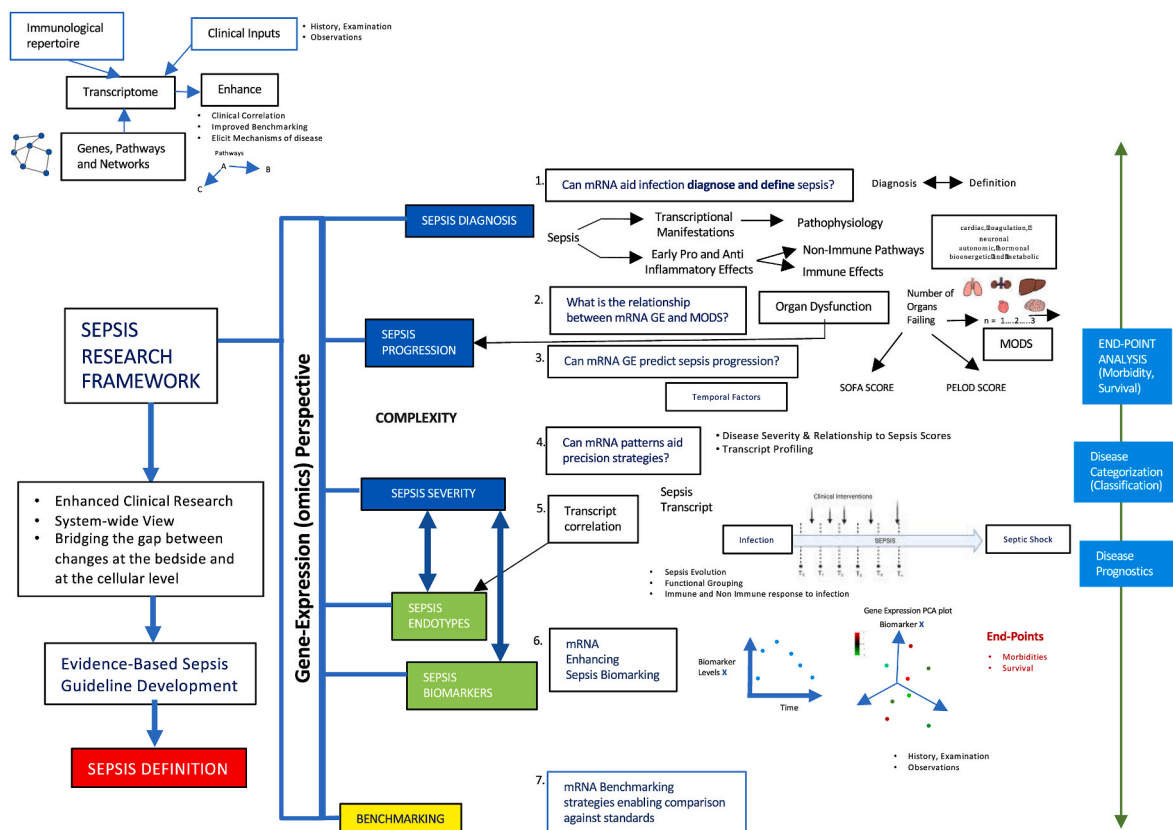 Immunological
repertoire
Clinical Inputs
• History, Examination
• Observations
Transcriptome
Enhance
• Clinical Correlation
• Improved Benchmarking
• Elicit Mechanisms of disease
Genes, Pathways
and Networks
Pathways
A
B
C
1. Can mRNA aid infection diagnose and define sepsis?
Diagnosis
Definition
SEPSIS DIAGNOSIS
Sepsis
Transcriptional
Manifestations
Pathophysiology
Early Pro and Anti
Inflammatory Effects
Non-Immune Pathways
Immune Effects
neuronal
2. What is the relationship
between mRNA GE and MODS?
Organ Dysfunction
Number of
Organs
Failing
n = 1....2.....3
MODS
SEPSIS
PROGRESSION
3. Can mRNA GE predict sepsis progression?
SOFA SCORE
PELOD SCORE
Temporal Factors
SEPSIS
RESEARCH
FRAMEWORK
Gene-Expression (omics) Perspective
COMPLEXITY
END-POINT
ANALYSIS
(Morbidity,
Survival)
4. Can mRNA patterns aid
precision strategies?
• Disease Severity & Relationship to Sepsis Scores
• Transcript Profiling
Disease
Categorization
(Classification)
• Enhanced Clinical Research
• System-wide View
• Bridging the gap between
changes at the bedside and
at the cellular level
SEPSIS SEVERITY
5. Transcript
correlation
Sepsis
Transcript
Clinical Interventions
Infection
SEPSIS
Septic Shock
• Sepsis Evolution
• Functional Grouping
• Immune and Non Immune response to infection
Disease
Prognostics
SEPSIS
ENDOTYPES
Evidence-Based Sepsis
Guideline Development
SEPSIS
BIOMARKERS
6. mRNA
Enhancing
Sepsis Biomarking
Biomarker
Levels X
Time
Gene Expression PCA plot
Biomarker X
End-Points
• Morbidities
• Survival
• History, Examination
• Observations
SEPSIS DEFINITION
BENCHMARKING
7. mRNA Benchmarking
strategies enabling comparison
against standards